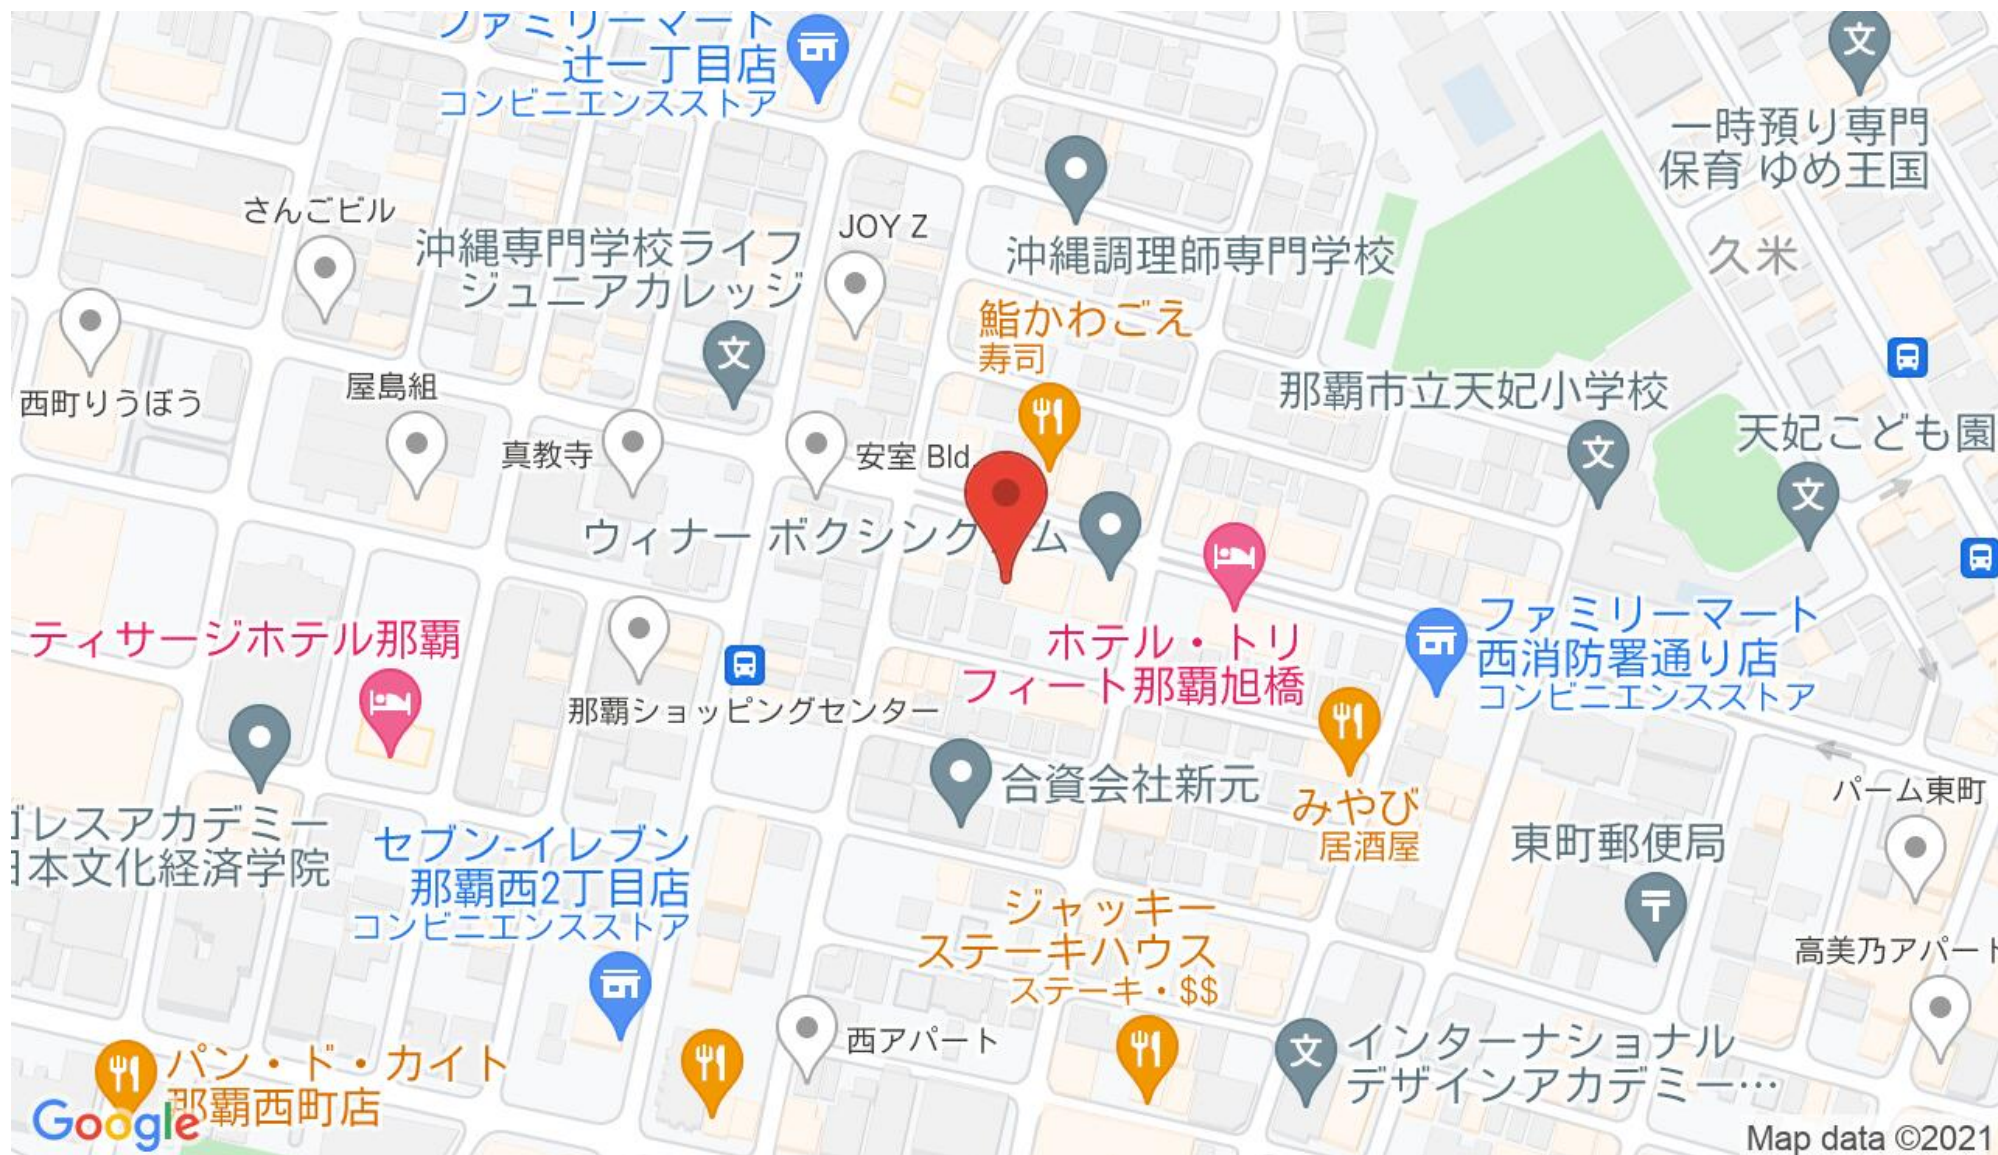 ファミリーマート
辻一丁目店
コンビニエンスストア
一時預り専門
保育 ゆめ王国
さんごビル
沖縄専門学校ライフ
ジュニアカレッジ
JOY Z
沖縄調理師専門学校
久米
鮨かわごえ
寿司
西町りうぼう
屋島組
那覇市立天妃小学校
天妃こども園
真教寺
安室 Bld.
ウィナー ボクシング
ム
ティサージホテル那覇
ホテル・トリ
フィート那覇旭橋
ファミリーマート
西消防署通り店
コンビニエンスストア
那覇ショッピングセンター
合資会社新元
みやび
居酒屋
パーム東町
ゴレスアカデミー
日本文化経済学院
セブン-イレブン
那覇西2丁目店
コンビニエンスストア
東町郵便局
ジャッキー
ステーキハウス
ステーキ・$$
高美乃アパート
西アパート
インターナショナル
デザインアカデミー…
パン・ド・カイト
那覇西町店
Google
Map data ©2021